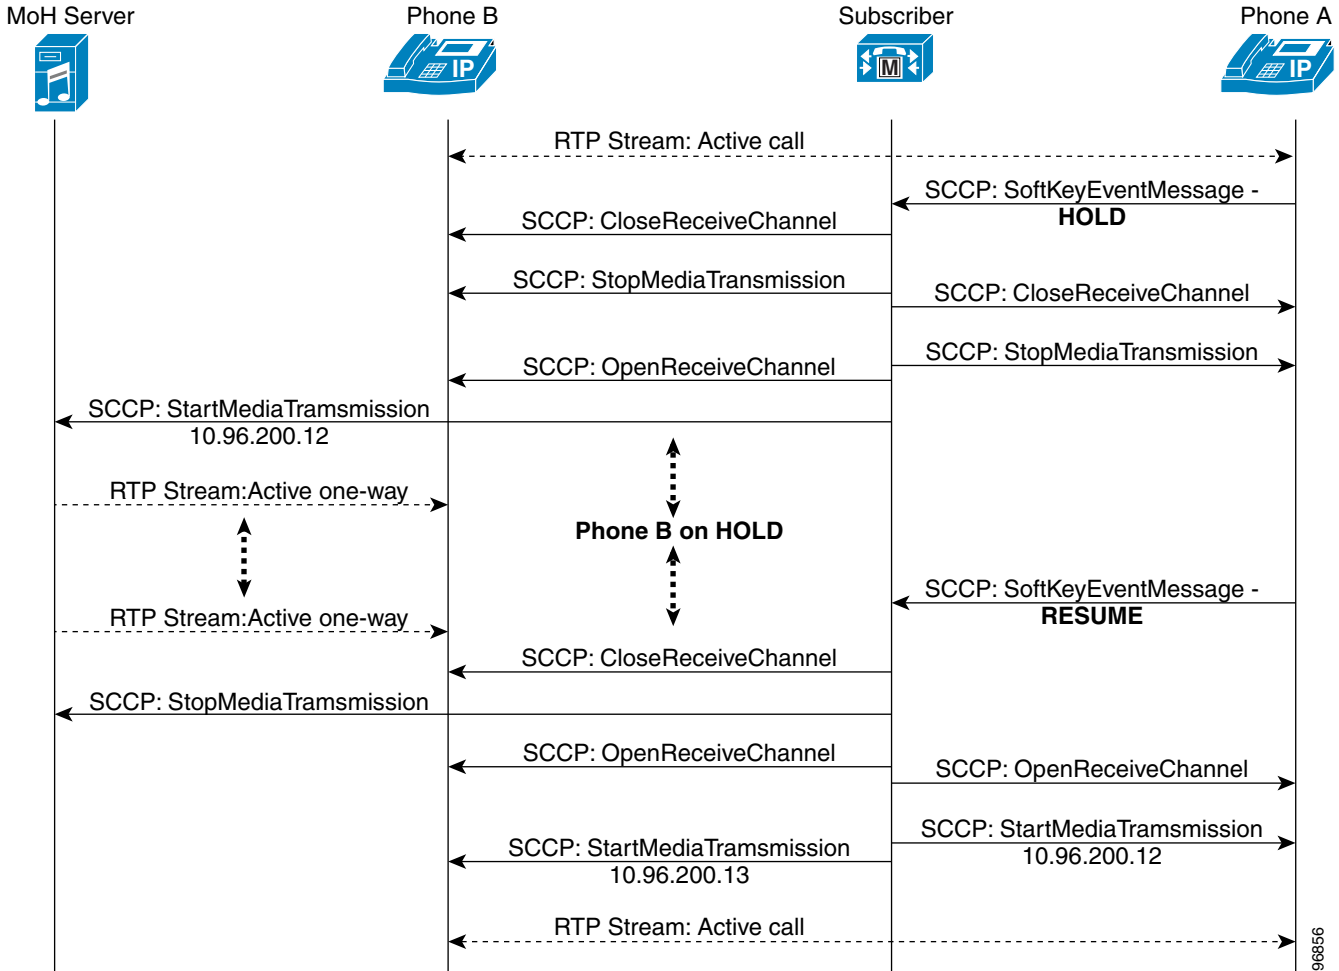 MoH Server
Phone B
Subscriber
Phone A
IP
M
IP
RTP Stream: Active call
SCCP: SoftKeyEventMessage -
HOLD
SCCP: CloseReceiveChannel
SCCP: StopMediaTransmission
SCCP: CloseReceiveChannel
SCCP: StopMediaTransmission
SCCP: OpenReceiveChannel
SCCP: StartMediaTramsmission
10.96.200.12
RTP Stream:Active one-way
Phone B on HOLD
SCCP: SoftKeyEventMessage -
RESUME
RTP Stream:Active one-way
SCCP: CloseReceiveChannel
SCCP: StopMediaTramsmission
SCCP: OpenReceiveChannel
SCCP: OpenReceiveChannel
SCCP: StartMediaTramsmission
10.96.200.12
SCCP: StartMediaTramsmission
10.96.200.13
RTP Stream: Active call
96856